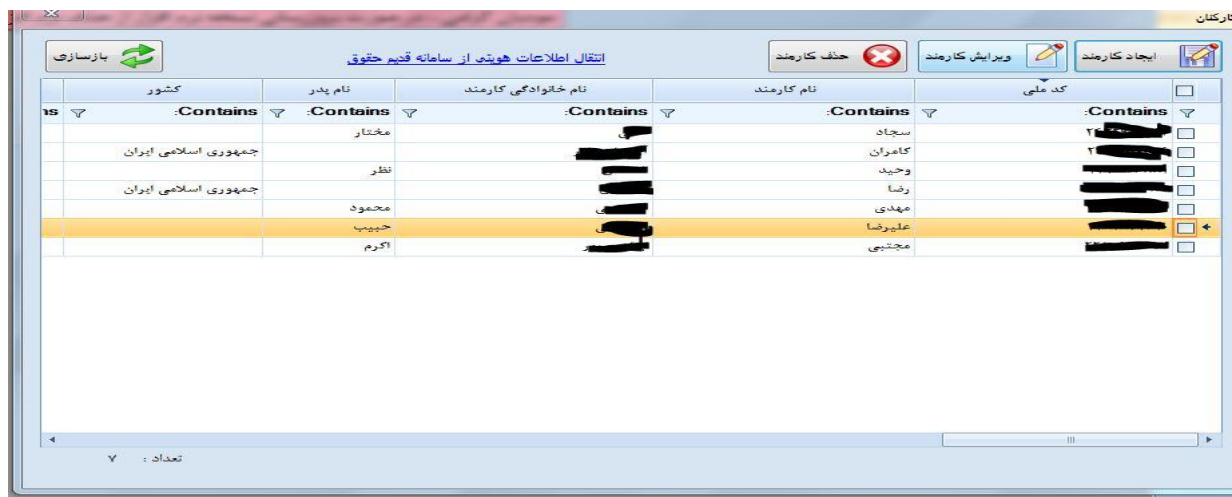 کارکنان
ایجاد کارمند ویرایش کارمند حذف کارمند انتقال اطلاعات هویتی از سامانه قدیم حقوق بازسازی
کد ملی نام کارمند نام خانوادگی کارمند نام پدر کشور
Contains: Contains: Contains: Contains: Contains:
سجاد مختار
کامران جمهوری اسلامی ایران
وحید نظر
رضا جمهوری اسلامی ایران
مهدی محمود
علیرضا حبیب
مجتبی اکرم
تعداد : ۷